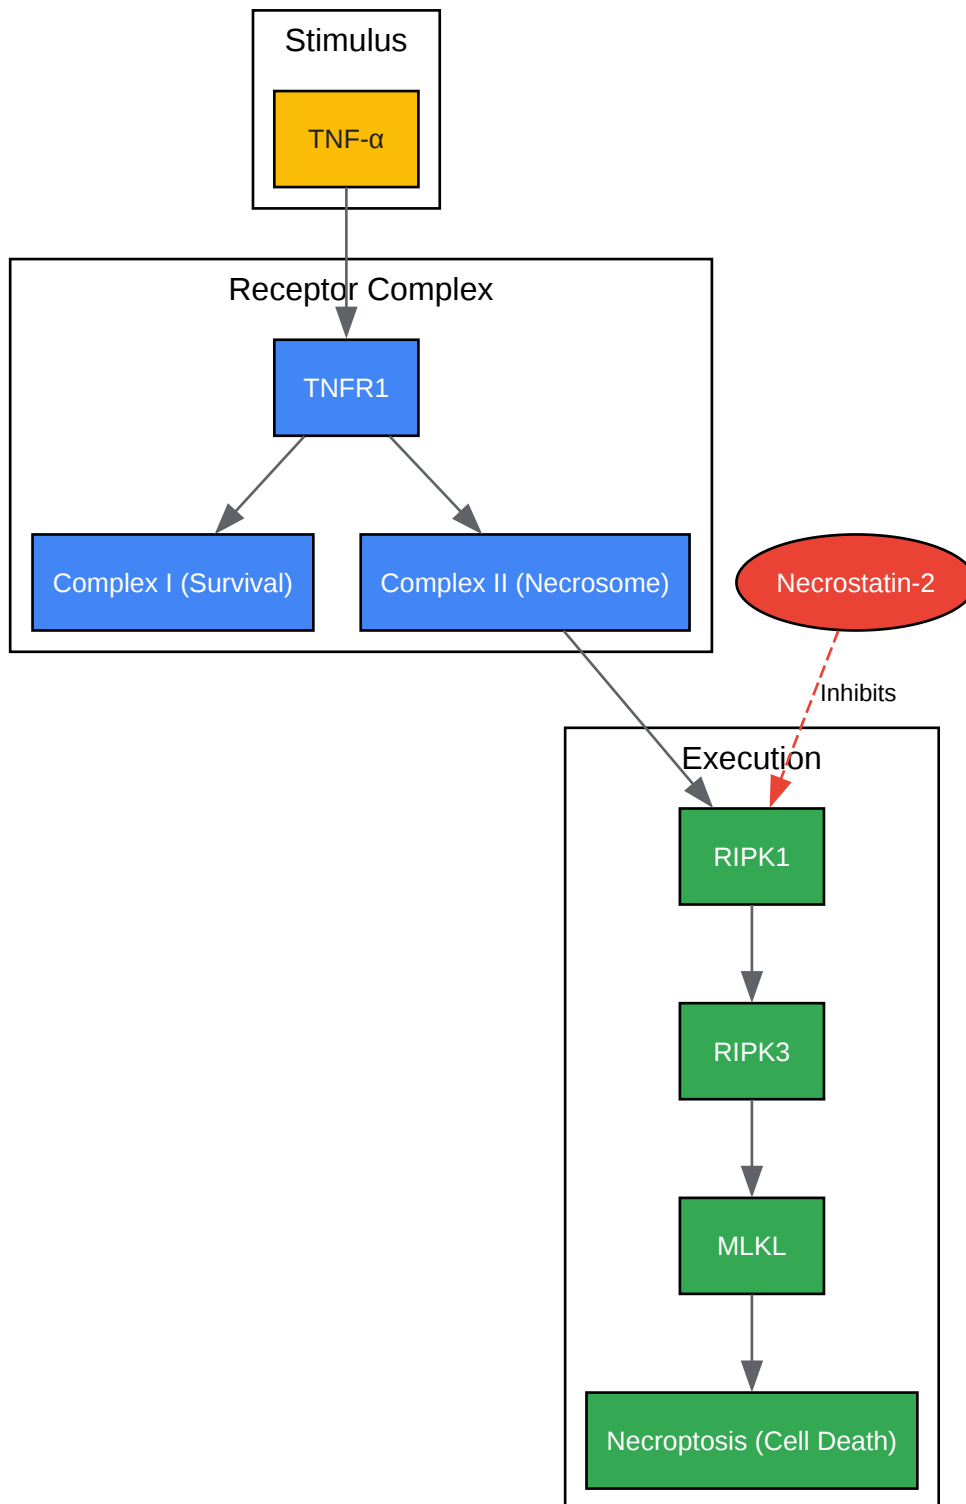 Stimulus
TNF-α
Receptor Complex
TNFR1
Complex I (Survival)
Complex II (Necrosome)
Necrostatin-2
Inhibits
Execution
RIPK1
RIPK3
MLKL
Necroptosis (Cell Death)